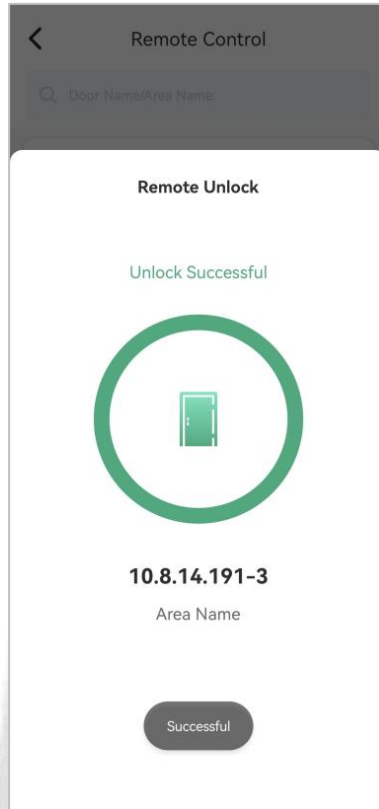 Remote Control
Door Name/Area Name
Remote Unlock
Unlock Successful
10.8.14.191-3
Area Name
Successful